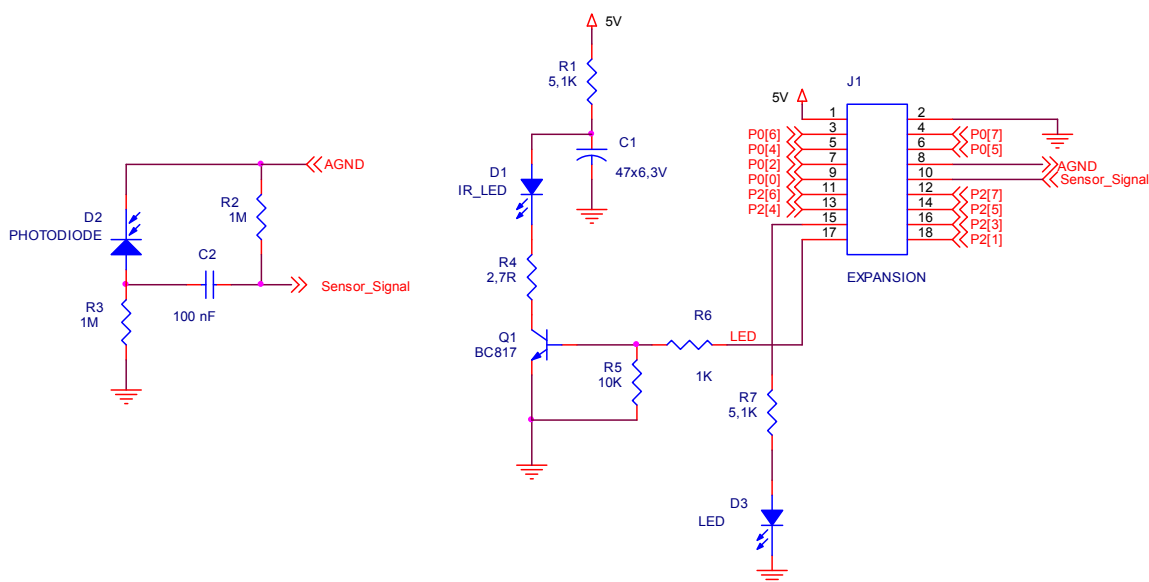 5V
R1
5,1K
C1
47x6,3V
D1
IR_LED
R4
2,7R
Q1
BC817
R5
10K
R6
1K
LED
R7
5,1K
D3
LED
AGND
R2
1M
D2
PHOTODIODE
C2
100 nF
R3
1M
Sensor_Signal
J1
5V
1 2
P0[6] 3 4 P0[7]
P0[4] 5 6 P0[5]
P0[2] 7 8 AGND
P0[0] 9 10 Sensor_Signal
P2[6] 11 12 P2[7]
P2[4] 13 14 P2[5]
15 16 P2[3]
17 18 P2[1]
EXPANSION